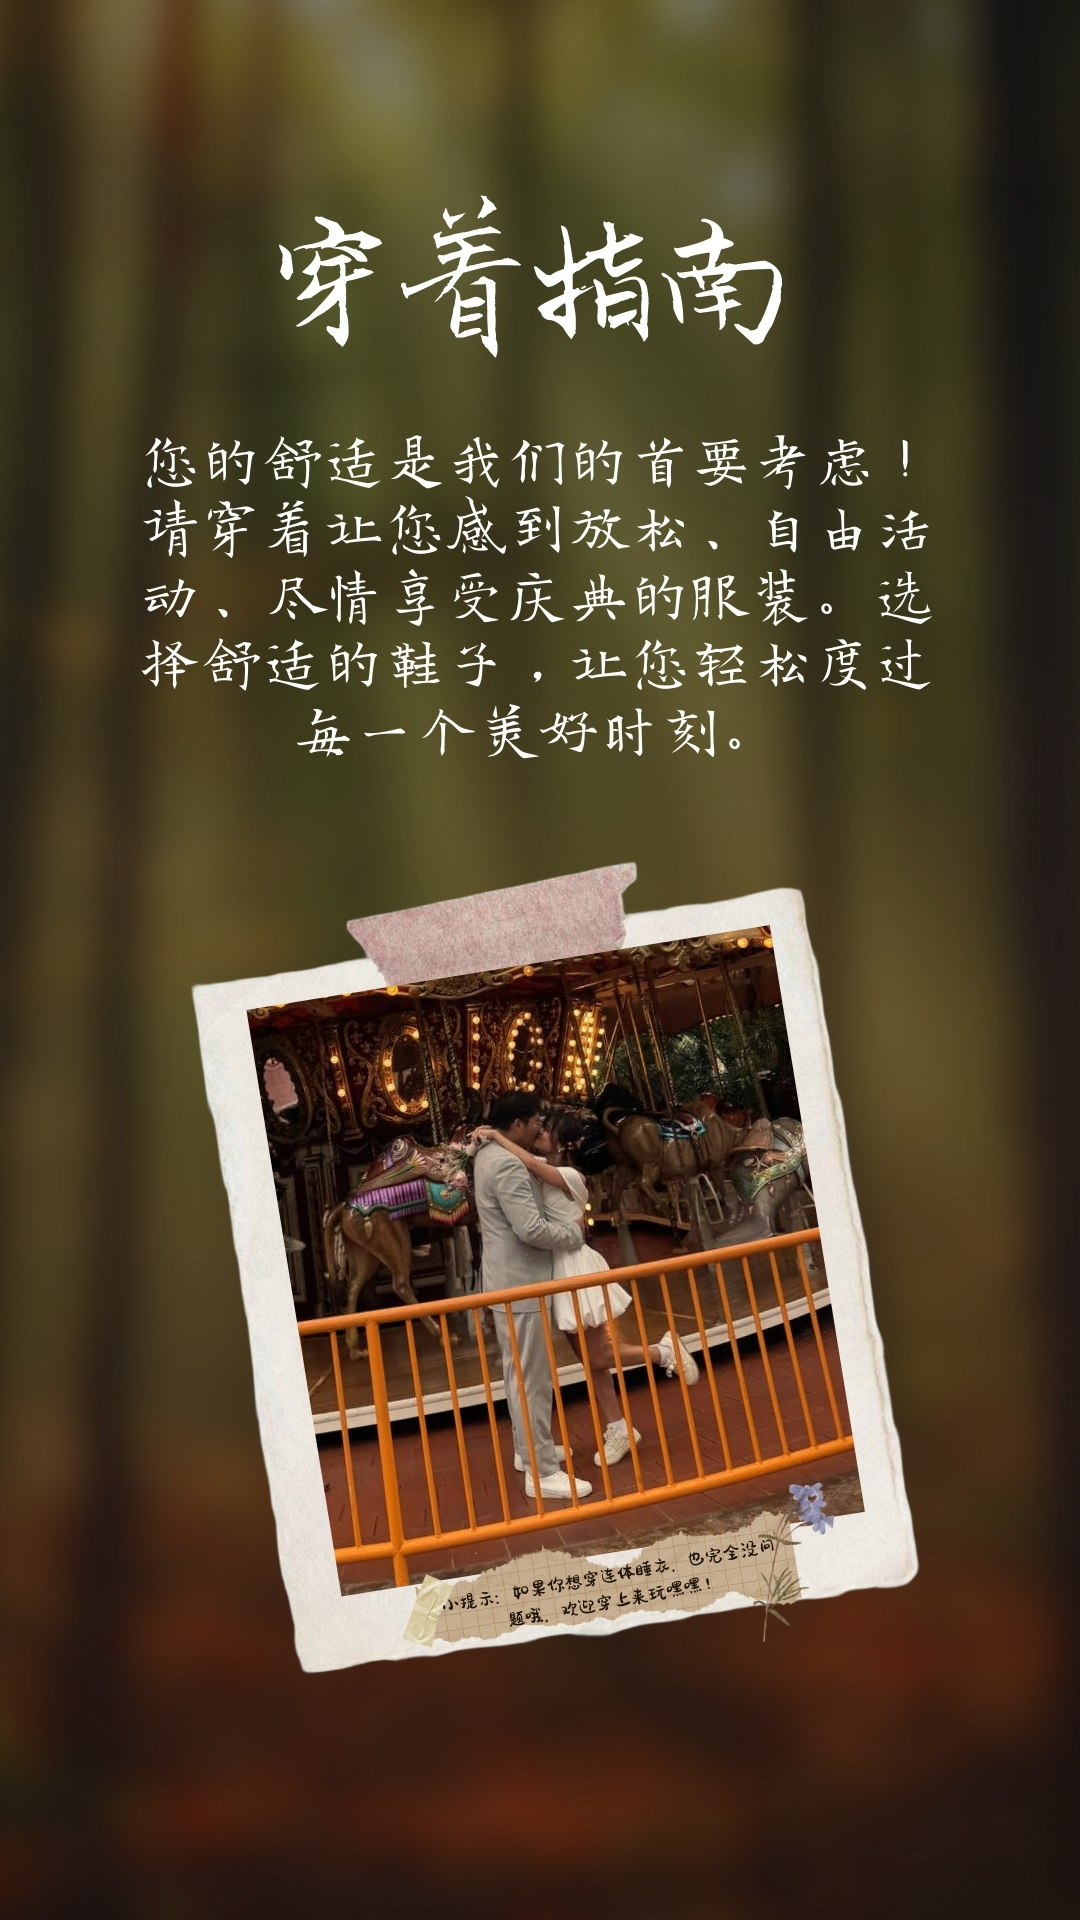 穿着指南
您的舒适是我们的首要考虑！
请穿着让您感到放松、自由活
动、尽情享受庆典的服装。选
择舒适的鞋子，让您轻松度过
每一个美好时刻。
小提示：如果你想穿连体睡衣，也完全没问
题哦，欢迎穿上来玩嘿嘿！